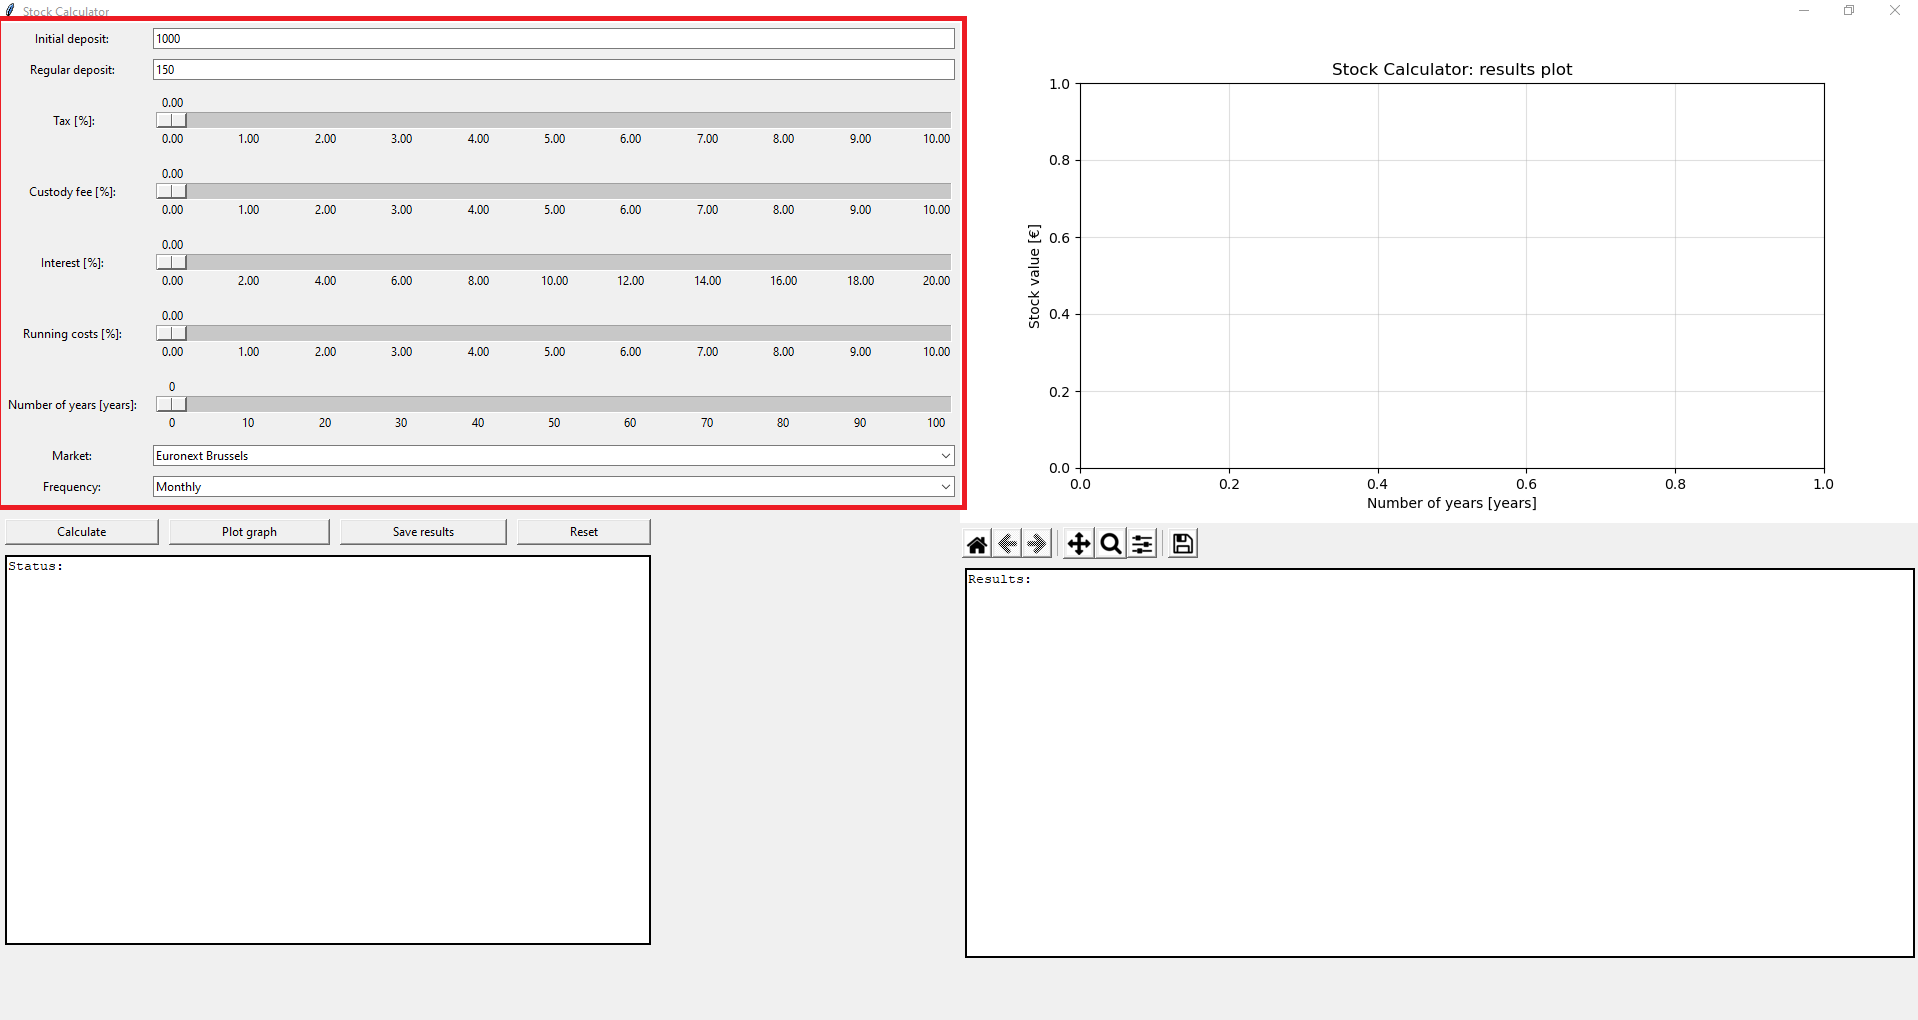 Stock Calculator
Initial deposit: 1000
Regular deposit: 150
0.00
Tax [%]:
0.00 1.00 2.00 3.00 4.00 5.00 6.00 7.00 8.00 9.00 10.00
0.00
Custody fee [%]:
0.00 1.00 2.00 3.00 4.00 5.00 6.00 7.00 8.00 9.00 10.00
0.00
Interest [%]:
0.00 2.00 4.00 6.00 8.00 10.00 12.00 14.00 16.00 18.00 20.00
0.00
Running costs [%]:
0.00 1.00 2.00 3.00 4.00 5.00 6.00 7.00 8.00 9.00 10.00
0
Number of years [years]:
0 10 20 30 40 50 60 70 80 90 100
Market: Euronext Brussels
Frequency: Monthly
Calculate Plot graph Save results Reset
Status:
Stock Calculator: results plot
1.0
0.8
0.6
0.4
0.2
0.0
Stock value [€]
0.0 0.2 0.4 0.6 0.8 1.0
Number of years [years]
Results: